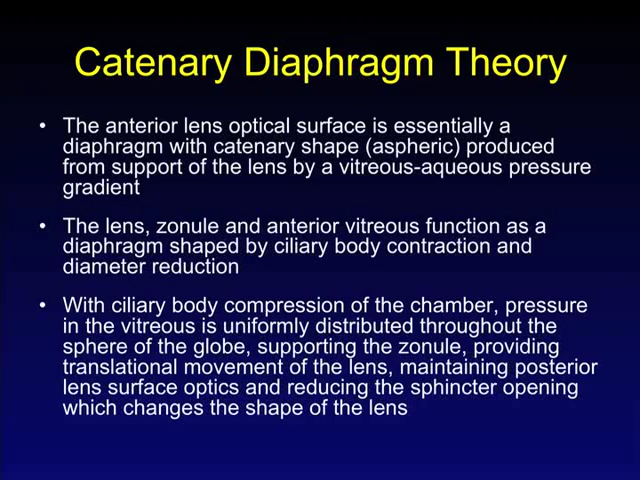 Catenary Diaphragm Theory
• The anterior lens optical surface is essentially a
diaphragm with catenary shape (aspheric) produced
from support of the lens by a vitreous-aqueous pressure
gradient
• The lens, zonule and anterior vitreous function as a
diaphragm shaped by ciliary body contraction and
diameter reduction
• With ciliary body compression of the chamber, pressure
in the vitreous is uniformly distributed throughout the
sphere of the globe, supporting the zonule, providing
translational movement of the lens, maintaining posterior
lens surface optics and reducing the sphincter opening
which changes the shape of the lens